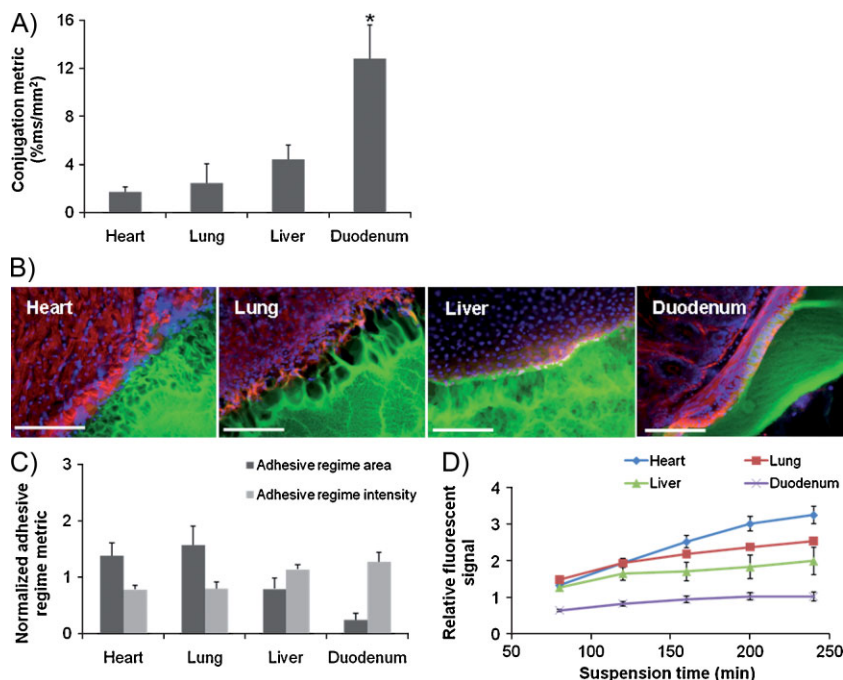 A)
Conjugation metric
(%ms/mm²)
16
12
8
4
0
*
Heart Lung Liver Duodenum
B)
Heart
Lung
Liver
Duodenum
C)
Normalized adhesive
regime metric
3
2
1
0
Adhesive regime area
Adhesive regime intensity
Heart Lung Liver Duodenum
D)
Heart Lung
Liver Duodenum
Relative fluorescent
signal
4
3
2
1
0
50 100 150 200 250
Suspension time (min)